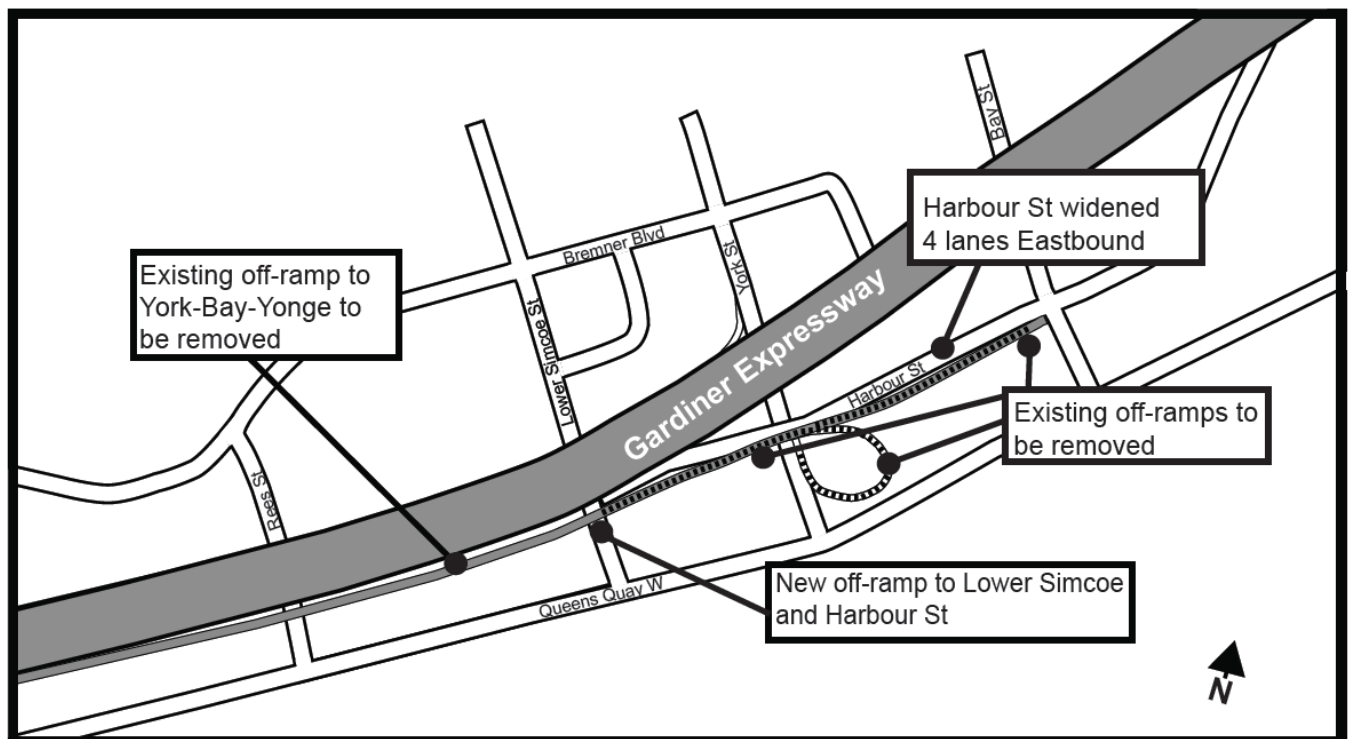 Bay St
Harbour St widened
4 lanes Eastbound
Bremner Blvd
York St
Existing off-ramp to
York-Bay-Yonge to
be removed
Lower Simcoe St
Gardiner Expressway
Harbour St
Existing off-ramps to
be removed
Rees St
New off-ramp to Lower Simcoe
and Harbour St
Queens Quay W
N